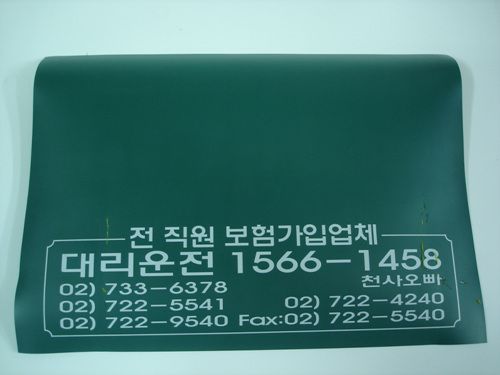 전 직원 보험가입업체
대리운전 1566-1458
천사오빠
02) 733-6378
02) 722-5541 02) 722-4240
02) 722-9540 Fax:02) 722-5540